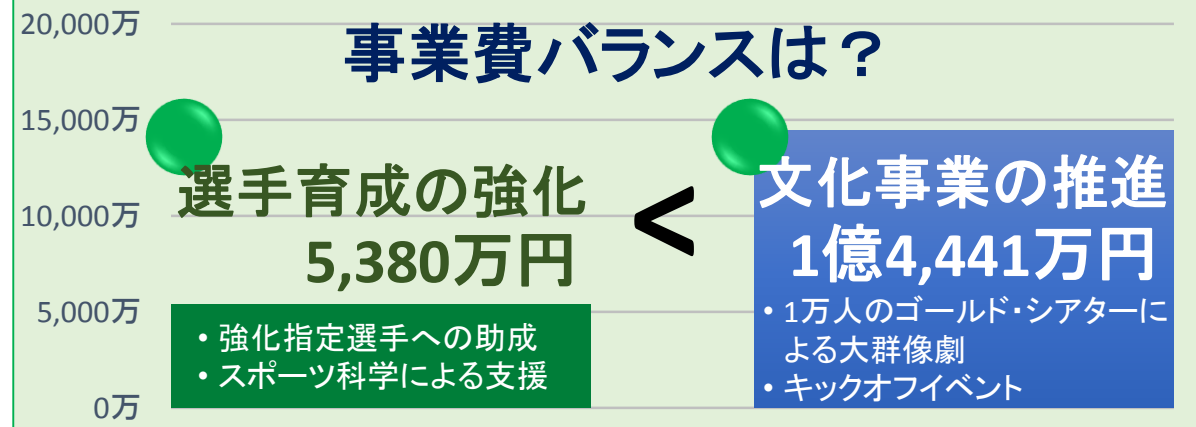 事業費バランスは？
20,000万
15,000万
10,000万
5,000万
0万
選手育成の強化
5,380万円
・強化指定選手への助成
・スポーツ科学による支援
<
文化事業の推進
1億4,441万円
・1万人のゴールド・シアターに
よる大群像劇
・キックオフイベント